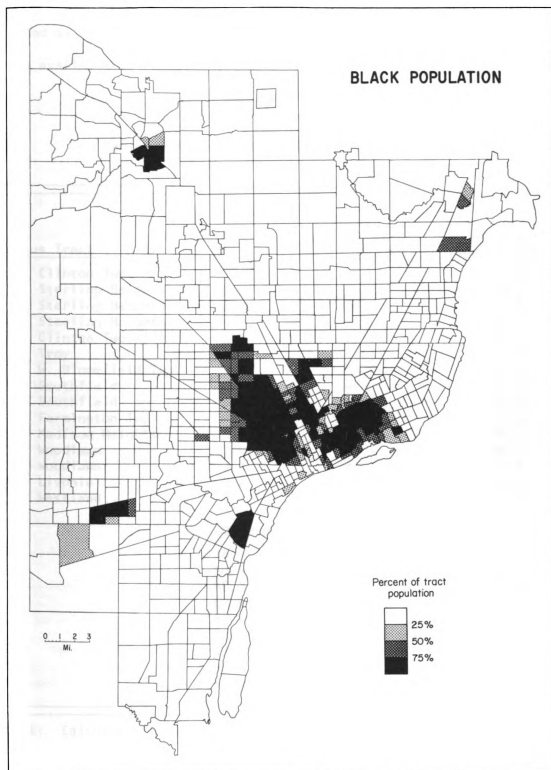 BLACK POPULATION
Percent of tract
population
25%
50%
75%
0 1 2 3
Mi.